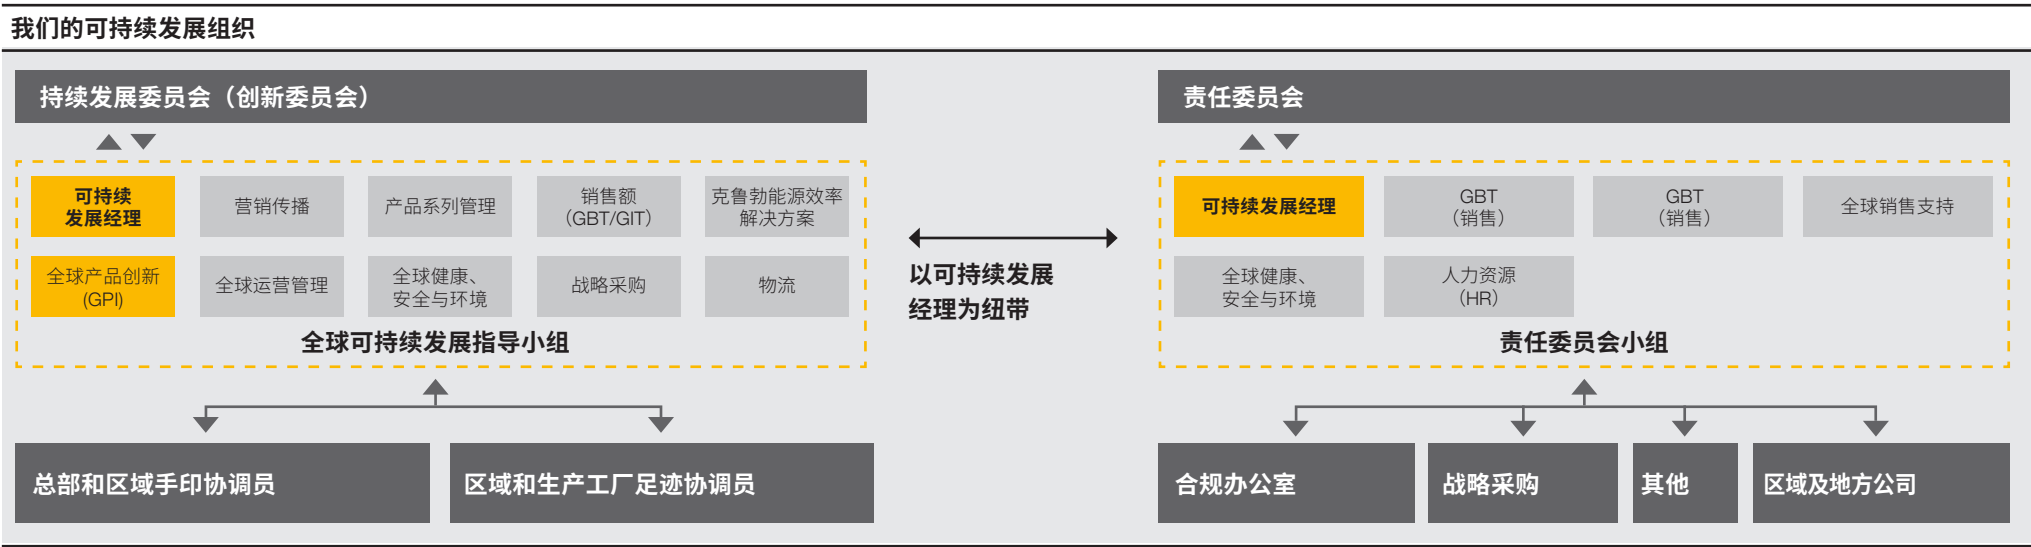 我们的可持续发展组织
持续发展委员会（创新委员会）
可持续
发展经理
营销传播
产品系列管理
销售额
（GBT/GIT）
克鲁勃能源效率
解决方案
全球产品创新
(GPI)
全球运营管理
全球健康、
安全与环境
战略采购
物流
全球可持续发展指导小组
总部和区域手印协调员
区域和生产工厂足迹协调员
以可持续发展
经理为纽带
责任委员会
可持续发展经理
GBT
（销售）
GBT
（销售）
全球销售支持
全球健康、
安全与环境
人力资源
（HR）
责任委员会小组
合规办公室
战略采购
其他
区域及地方公司